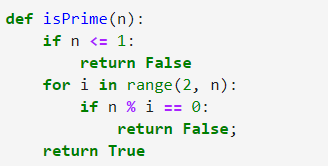 def isPrime(n):
    if n <= 1:
        return False
    for i in range(2, n):
        if n % i == 0:
            return False;
    return True